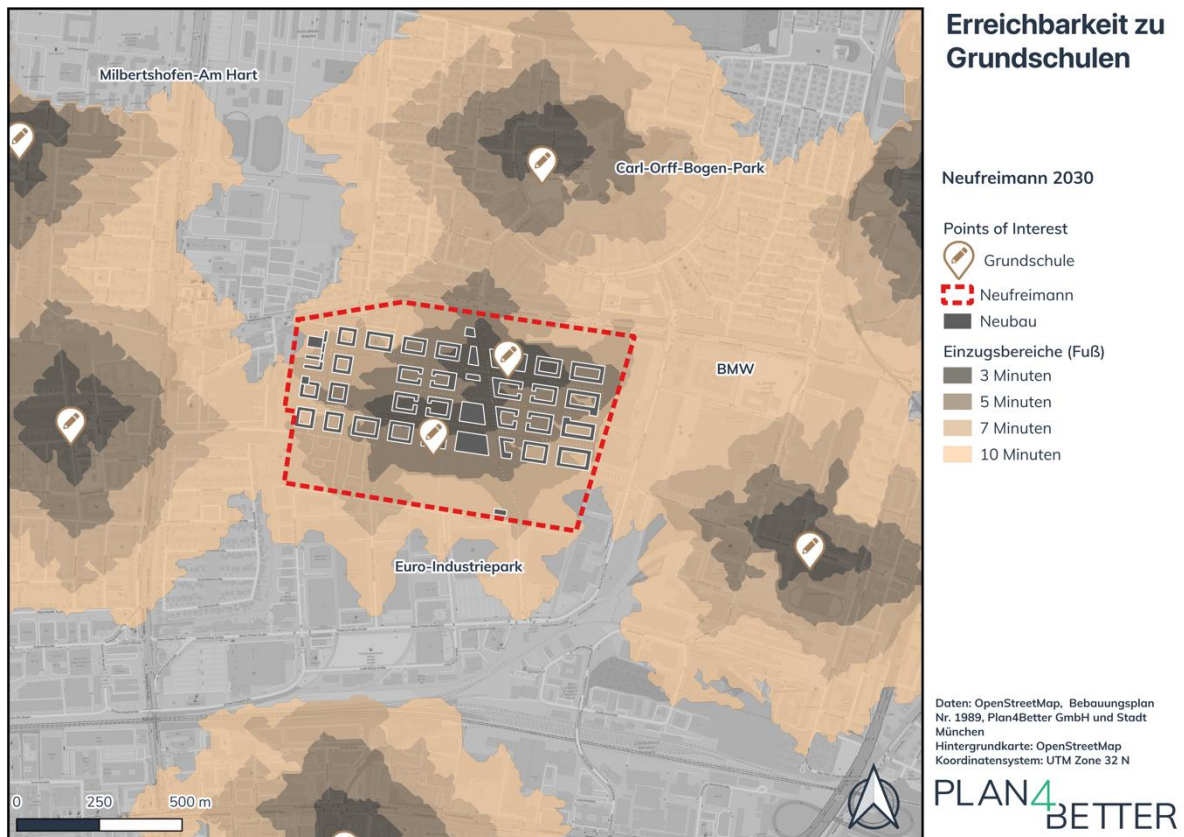 Erreichbarkeit zu
Grundschulen
Neufreimann 2030
Points of Interest
Grundschule
Neufreimann
Neubau
Einzugsbereiche (Fuß)
3 Minuten
5 Minuten
7 Minuten
10 Minuten
Milbertshofen-Am Hart
Carl-Orff-Bogen-Park
BMW
Euro-Industriepark
0 250 500 m
Daten: OpenStreetMap, Bebauungsplan
Nr. 1989, Plan4Better GmbH und Stadt
München
Hintergrundkarte: OpenStreetMap
Koordinatensystem: UTM Zone 32 N
PLAN4
BETTER